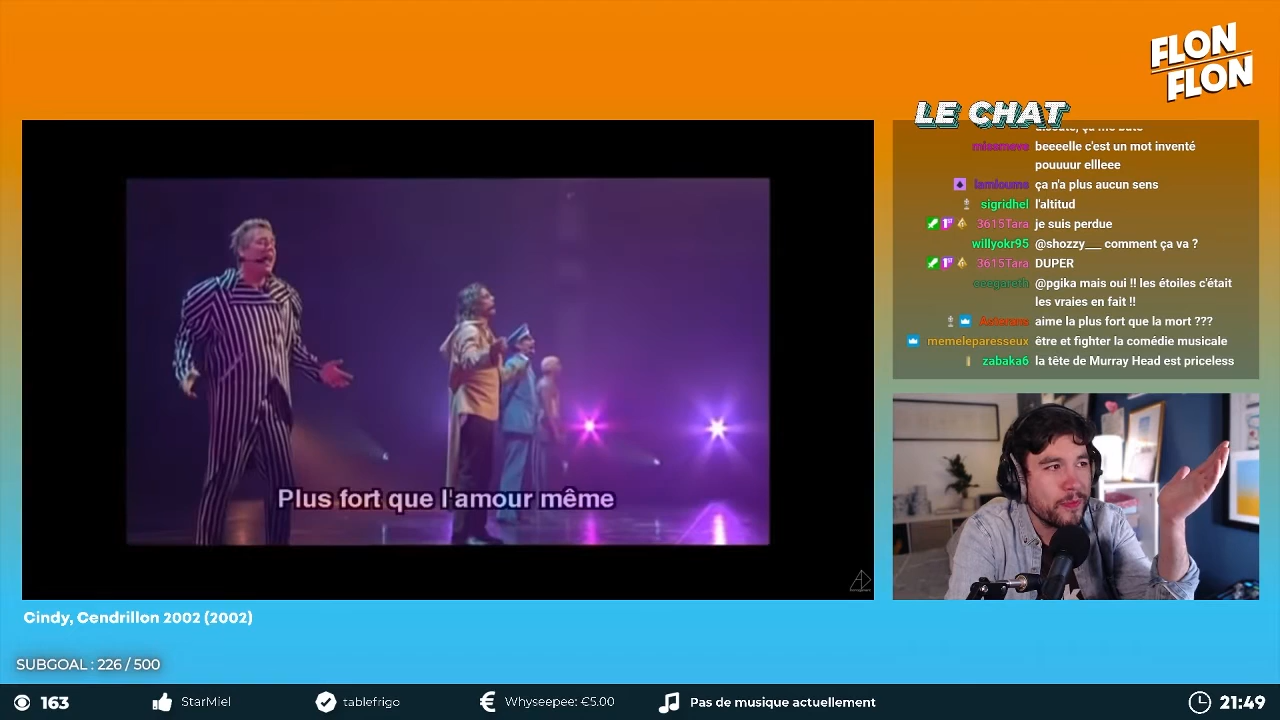 FLON
FLON
LE CHAT
missmavs beeeelle c'est un mot inventé
pouuuur ellleee
ça n'a plus aucun sens
sigridhel l'altitud
3615Tara je suis perdue
willyokr95 @shozzy___ comment ça va ?
3615Tara DUPER
@pgika mais oui !! les étoiles c'était
les vraies en fait !!
aime la plus fort que la mort ???
memeleparesseux être et fighter la comédie musicale
zabaka6 la tête de Murray Head est priceless
Plus fort que l'amour même
Cindy, Cendrillon 2002 (2002)
SUBGOAL : 226 / 500
163
StarMiel
tablefrigo
€ Whyseepee: €5.00
Pas de musique actuellement
21:49